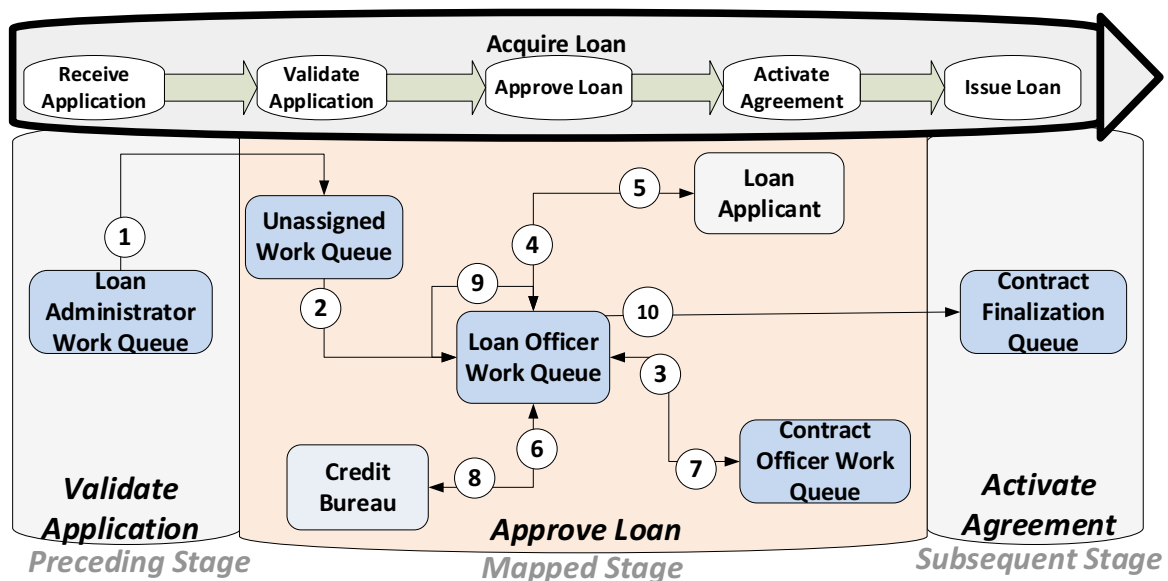 Acquire Loan
Receive
Application
Validate
Application
Approve Loan
Activate
Agreement
Issue Loan
1
Loan
Administrator
Work Queue
Unassigned
Work Queue
2
9
4
5
Loan
Applicant
Loan Officer
Work Queue
10
Contract
Finalization
Queue
3
6
8
Credit
Bureau
7
Contract
Officer Work
Queue
Validate
Application
Preceding Stage
Approve Loan
Mapped Stage
Activate
Agreement
Subsequent Stage